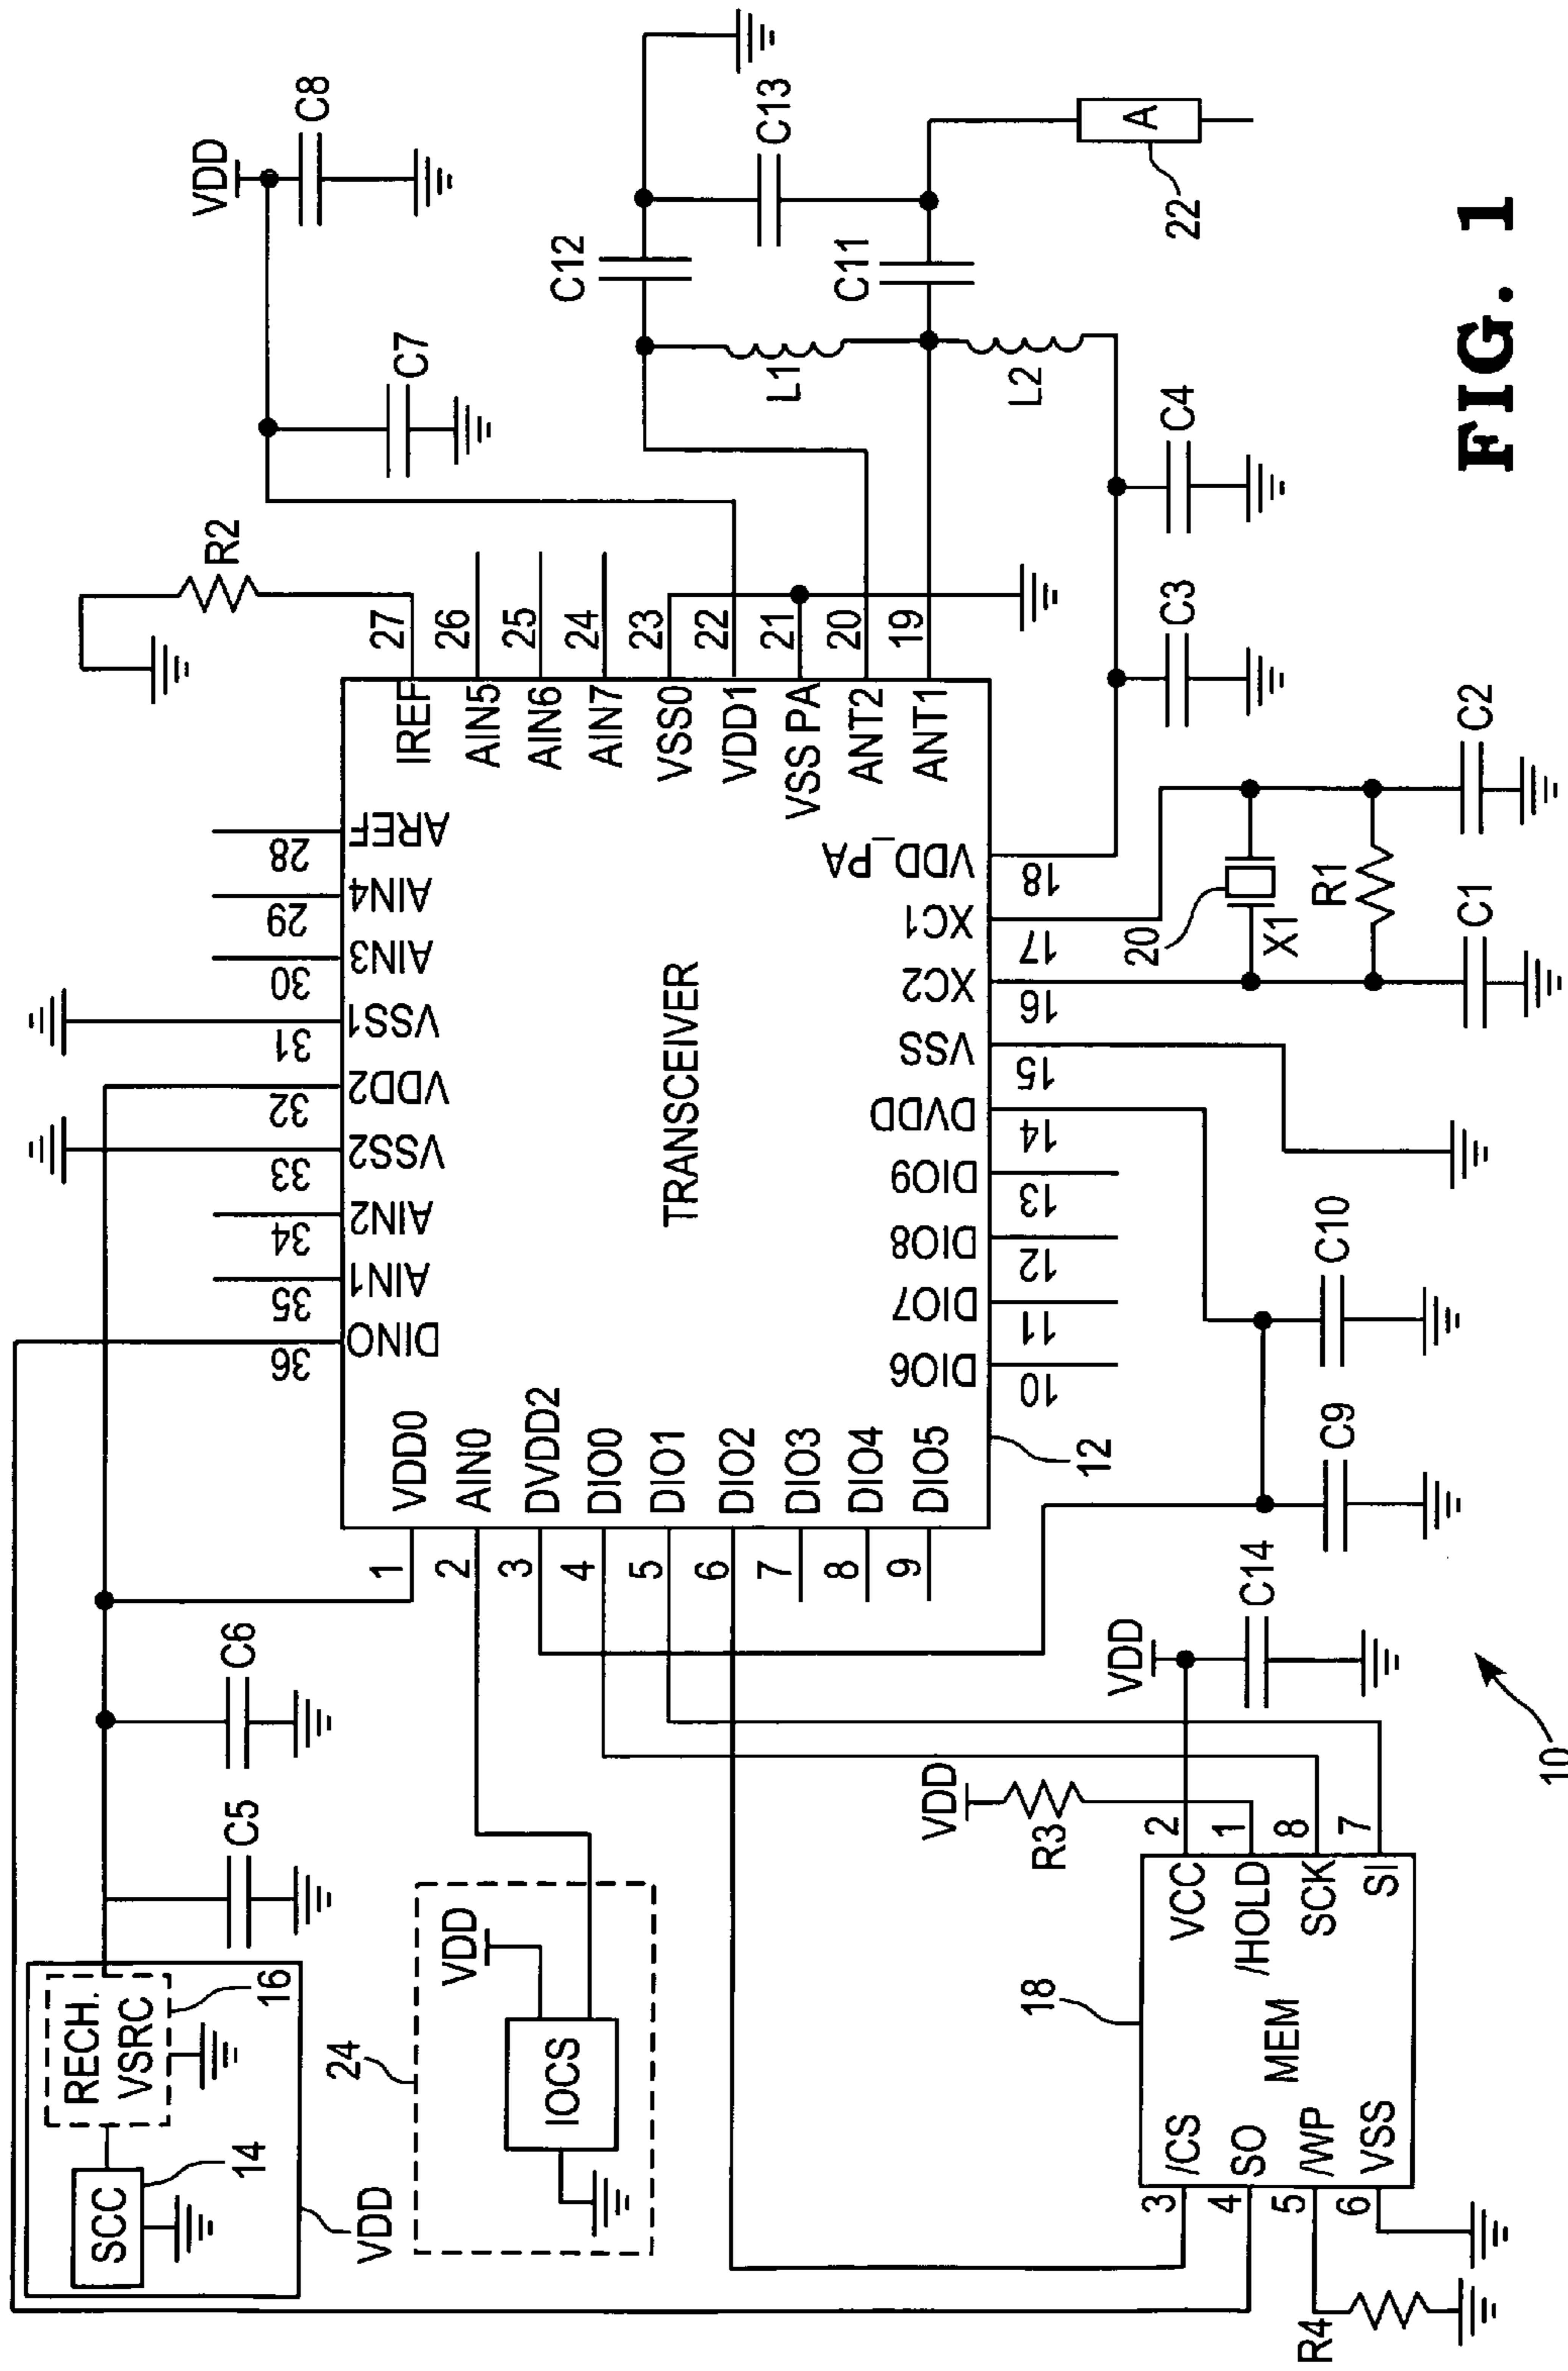 SCC
14
RECH.
VSRC
16
VDD
C5
C6
24
VDD
IOCS
TRANSCEIVER
12
1
VDD0
2
AIN0
3
DVDD2
4
DIO0
5
DIO1
6
DIO2
7
DIO3
8
DIO4
9
DIO5
10
DIO6
11
DIO7
12
DIO8
13
DIO9
14
DVDD
15
VSS
16
XC2
17
XC1
18
VDD_PA
19
ANT1
20
ANT2
21
VSS PA
22
VDD1
23
VSS0
24
AIN7
25
AIN6
26
AIN5
27
IREF
28
AREF
29
AIN4
30
AIN3
31
VSS1
32
VDD2
33
VSS2
34
AIN2
35
AIN1
36
DINO
R2
VDD
C8
C7
C12
C13
C11
L1
L2
A
22
C3
C4
20
X1
R1
C1
C2
C9
C10
VDD
C14
VDD
R3
18
MEM
3
/CS
4
SO
5
/WP
6
VSS
2
VCC
1
/HOLD
8
SCK
7
SI
R4
10
FIG. 1